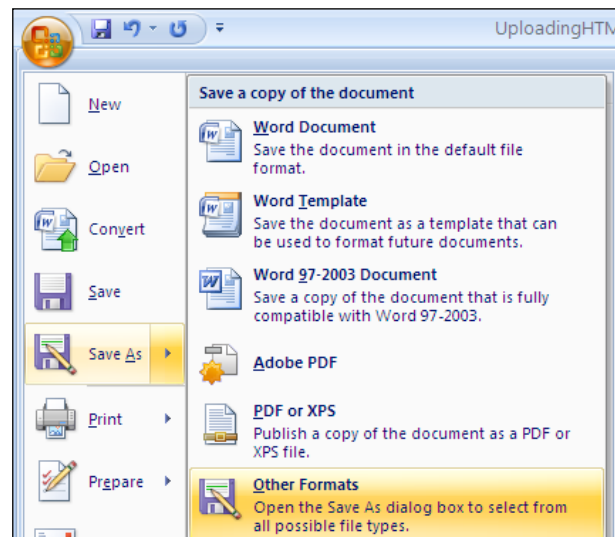 UploadingHTM
New
Open
Convert
Save
Save As
Print
Prepare
Save a copy of the document
Word Document
Save the document in the default file
format.
Word Template
Save the document as a template that can
be used to format future documents.
Word 97-2003 Document
Save a copy of the document that is fully
compatible with Word 97-2003.
Adobe PDF
PDF or XPS
Publish a copy of the document as a PDF or
XPS file.
Other Formats
Open the Save As dialog box to select from
all possible file types.